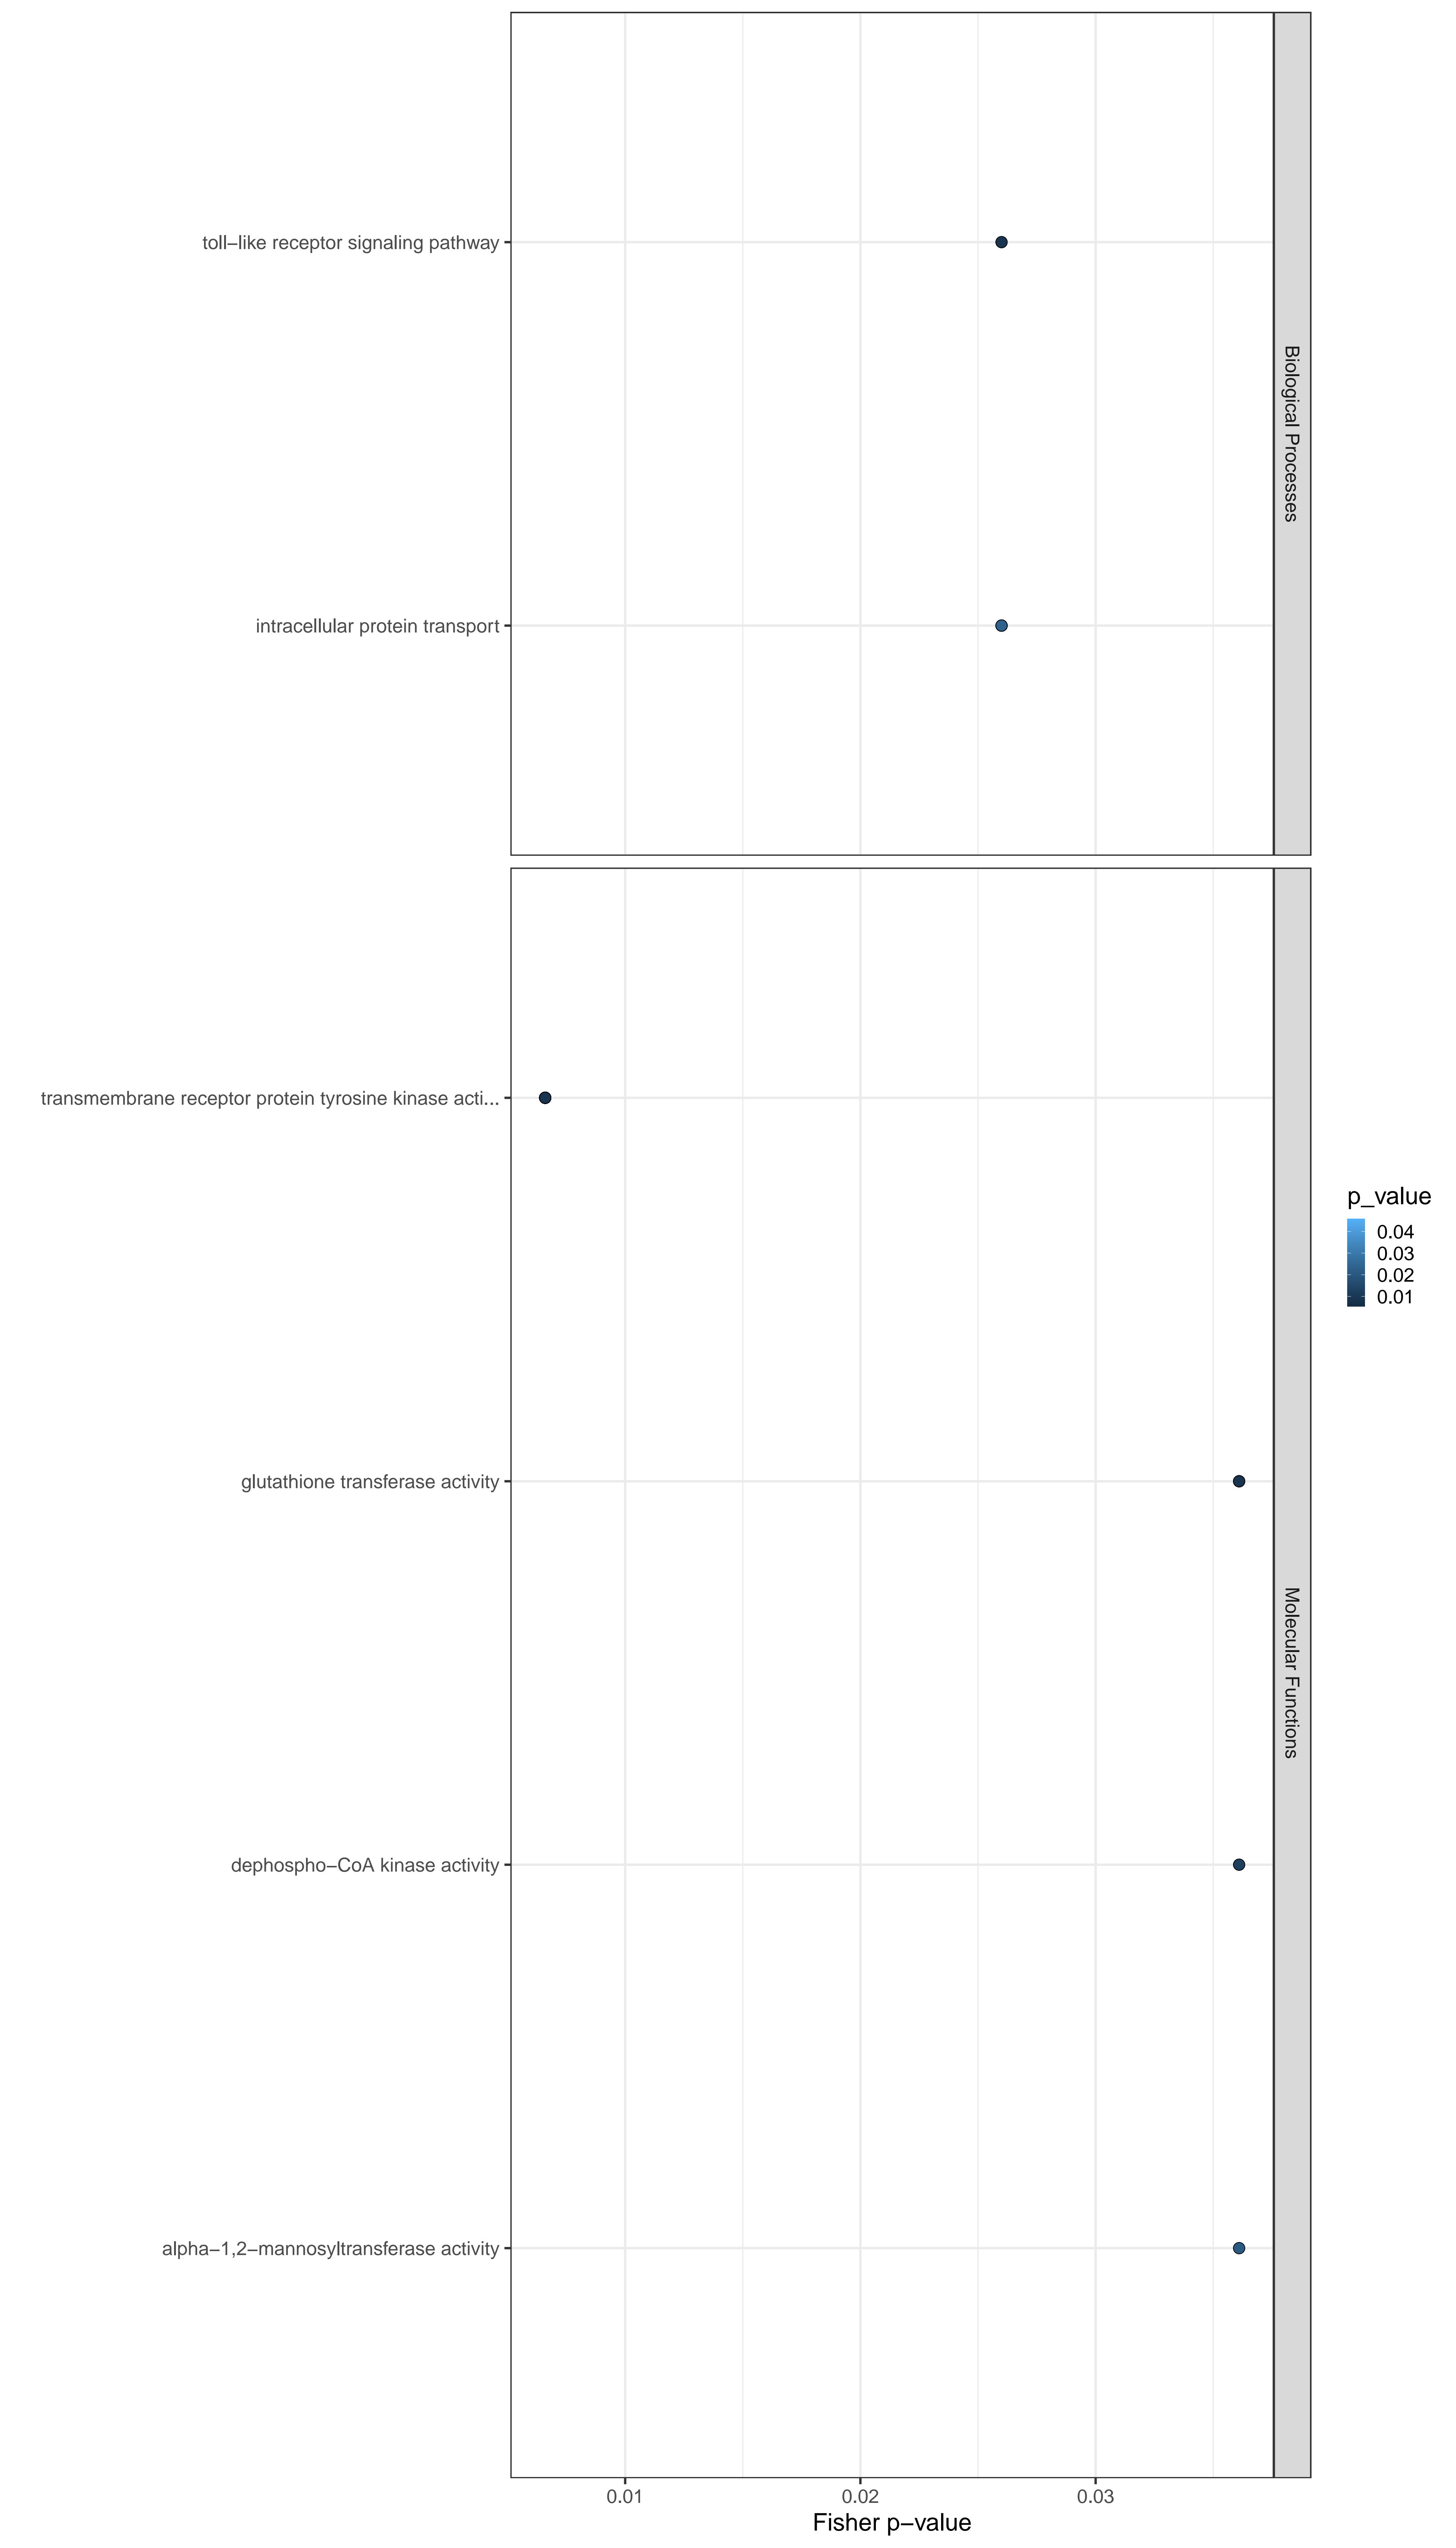 toll−like receptor signaling pathway
intracellular protein transport
Biological Processes
transmembrane receptor protein tyrosine kinase acti...
glutathione transferase activity
dephospho−CoA kinase activity
alpha−1,2−mannosyltransferase activity
Molecular Functions
0.01
0.02
0.03
Fisher p−value
p_value
0.04
0.03
0.02
0.01